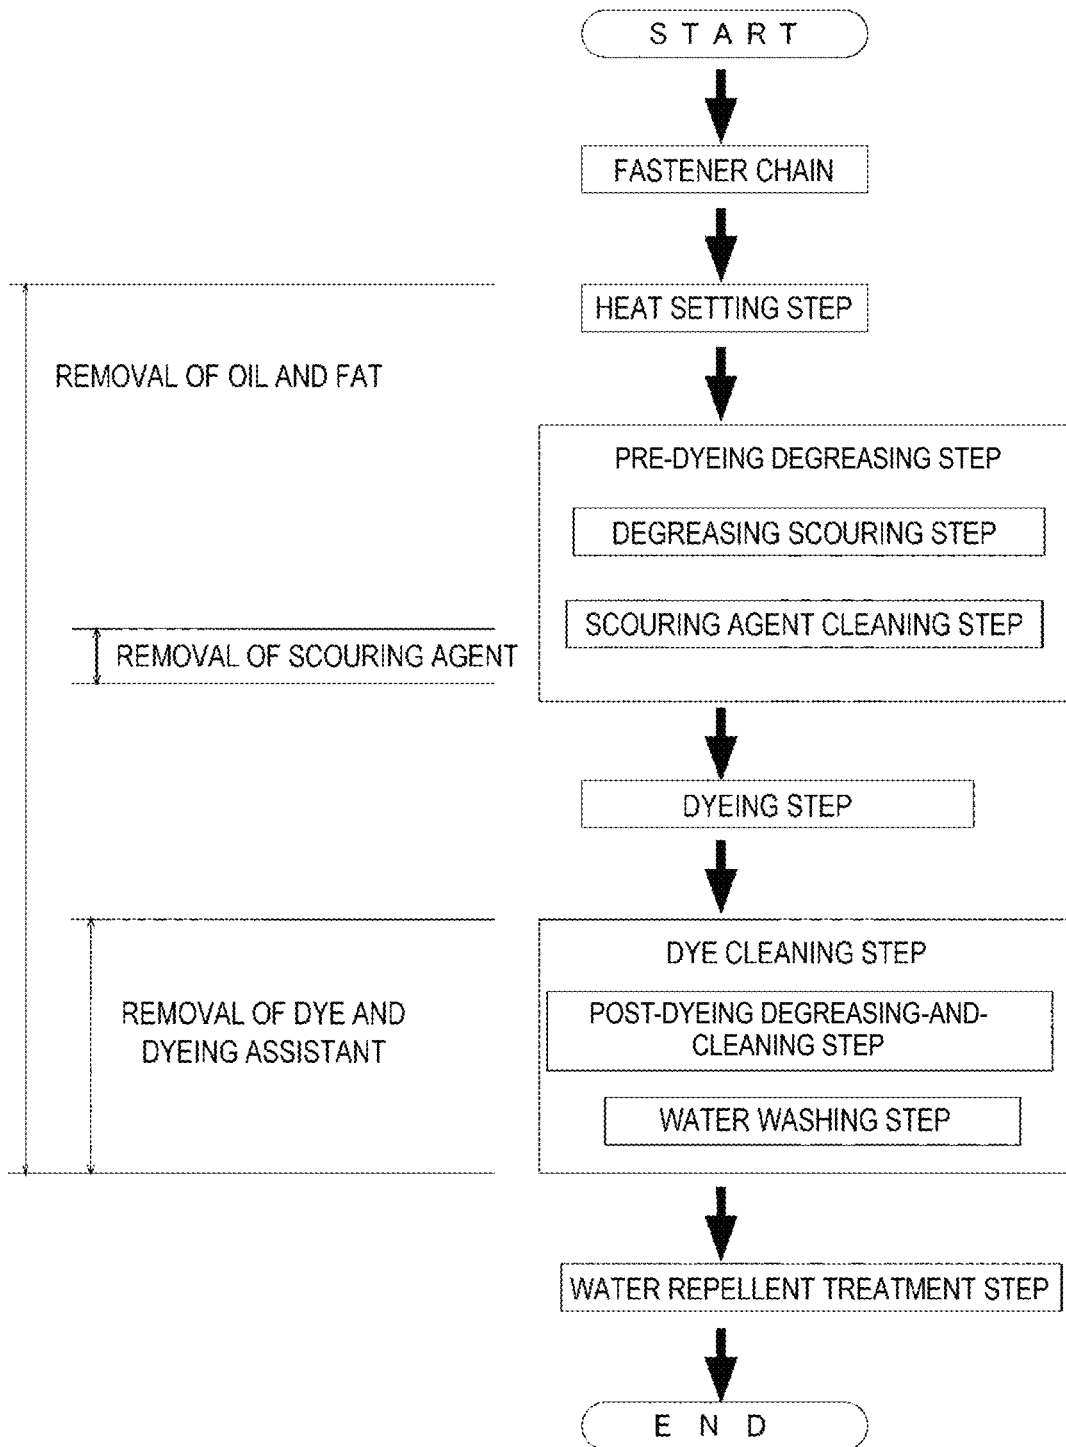 START
FASTENER CHAIN
HEAT SETTING STEP
REMOVAL OF OIL AND FAT
PRE-DYEING DEGREASING STEP
DEGREASING SCOURING STEP
SCOURING AGENT CLEANING STEP
REMOVAL OF SCOURING AGENT
DYEING STEP
DYE CLEANING STEP
POST-DYEING DEGREASING-AND-
CLEANING STEP
REMOVAL OF DYE AND
DYEING ASSISTANT
WATER WASHING STEP
WATER REPELLENT TREATMENT STEP
END